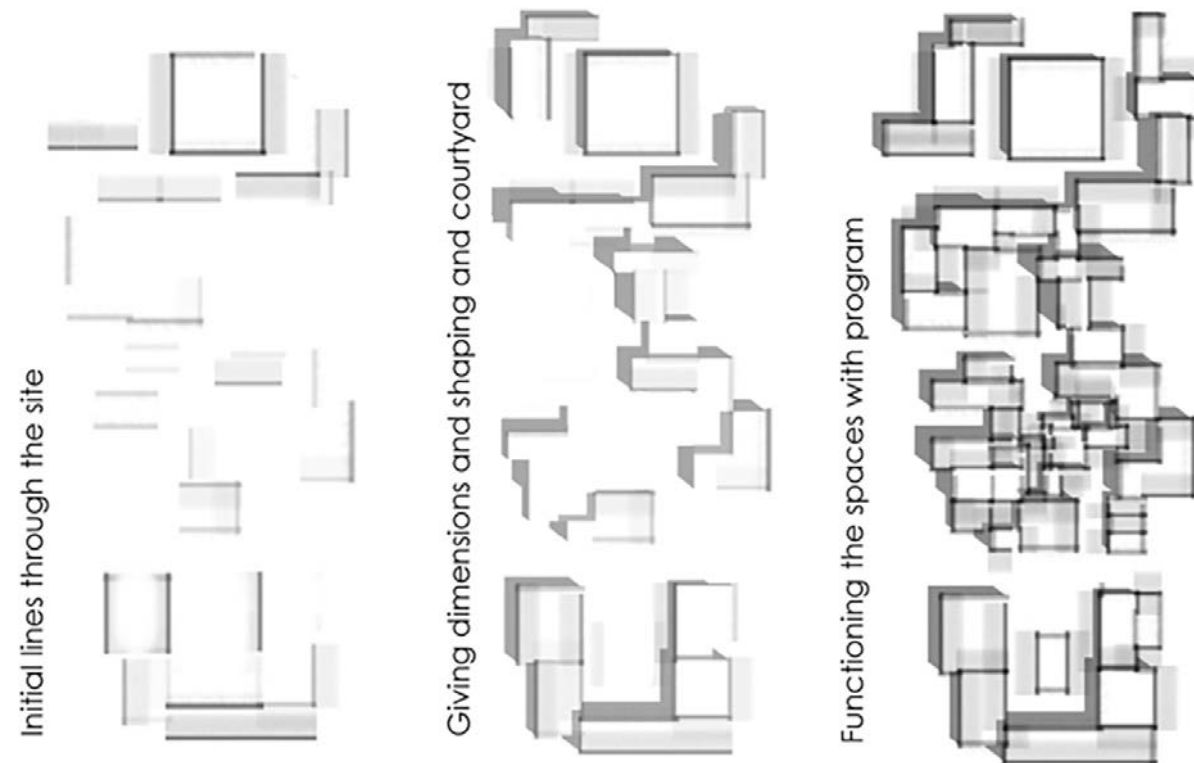 Initial lines through the site
Giving dimensions and shaping and courtyard
Functioning the spaces with program